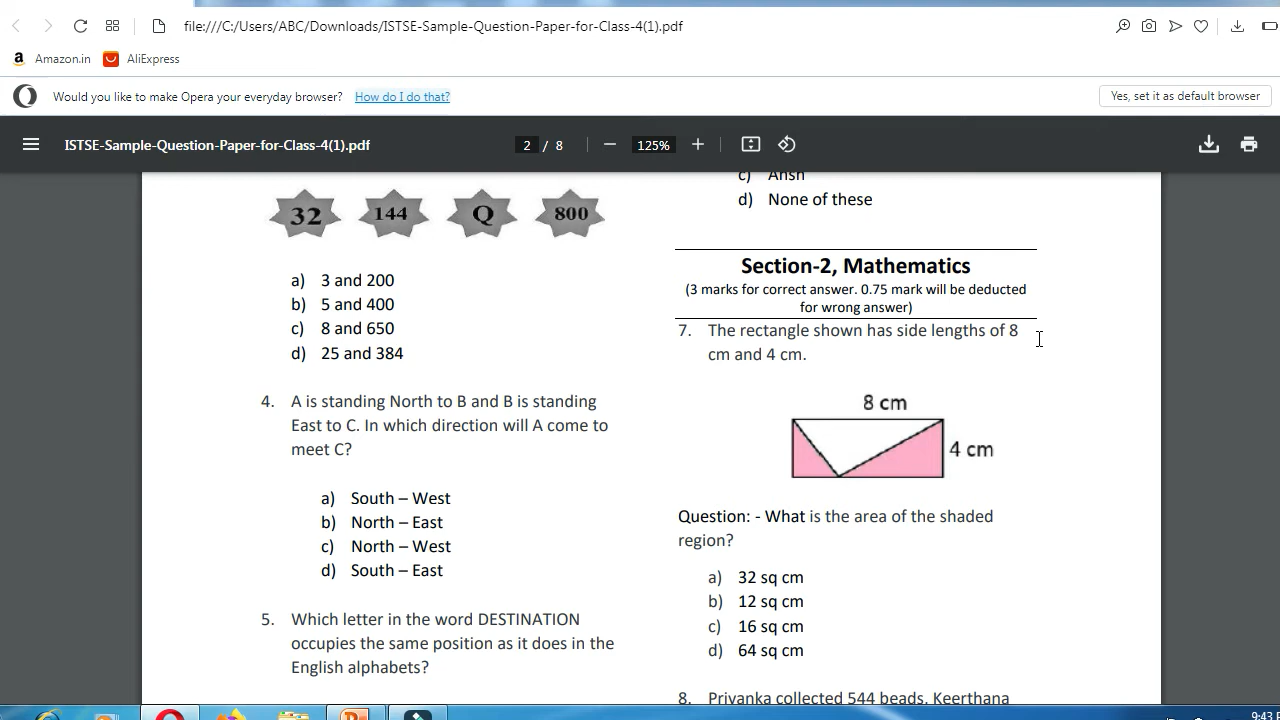 file:///C:/Users/ABC/Downloads/ISTSE-Sample-Question-Paper-for-Class-4(1).pdf
a Amazon.in AliExpress
Would you like to make Opera your everyday browser? How do I do that? Yes, set it as default browser
ISTSE-Sample-Question-Paper-for-Class-4(1).pdf 2 / 8 125%
32 144 Q 800
a) 3 and 200
b) 5 and 400
c) 8 and 650
d) 25 and 384
4. A is standing North to B and B is standing
East to C. In which direction will A come to
meet C?
a) South – West
b) North – East
c) North – West
d) South – East
5. Which letter in the word DESTINATION
occupies the same position as it does in the
English alphabets?
c) Ansh
d) None of these
Section-2, Mathematics
(3 marks for correct answer. 0.75 mark will be deducted
for wrong answer)
7. The rectangle shown has side lengths of 8
cm and 4 cm.
8 cm
4 cm
Question: - What is the area of the shaded
region?
a) 32 sq cm
b) 12 sq cm
c) 16 sq cm
d) 64 sq cm
8. Priyanka collected 544 beads. Keerthana
9:43